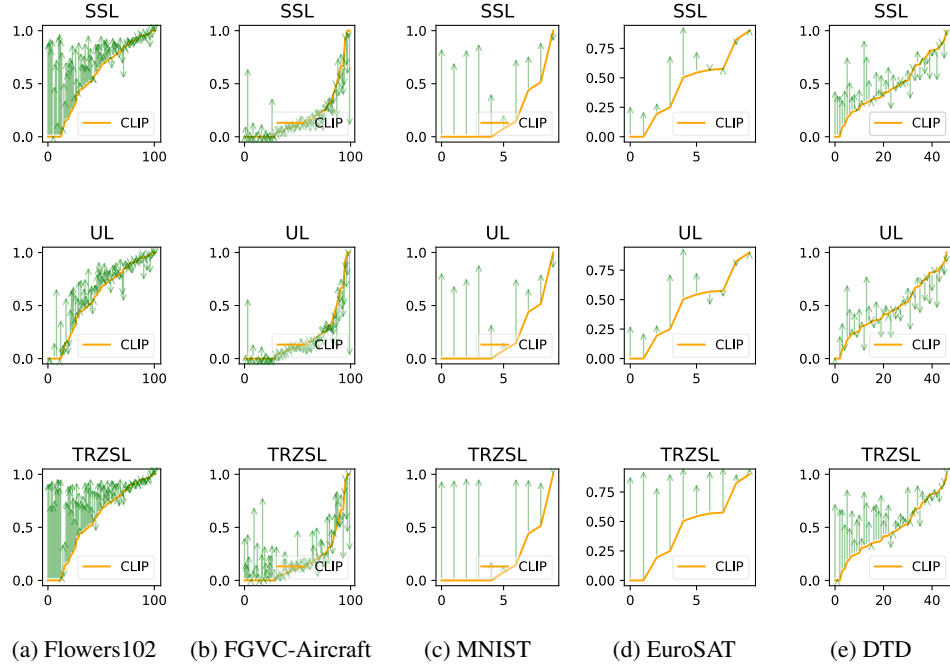 SSL SSL SSL SSL SSL
1.0 1.0 1.0 0.75 1.0
0.5 0.5 0.5 0.50 0.5
0.25
CLIP CLIP CLIP CLIP CLIP
0.0 0.0 0.0 0.00 0.0
0 100 0 100 0 5 0 5 0 20 40
UL UL UL UL UL
1.0 1.0 1.0 0.75 1.0
0.5 0.5 0.5 0.50 0.5
0.25
CLIP CLIP CLIP CLIP CLIP
0.0 0.0 0.0 0.00 0.0
0 100 0 100 0 5 0 5 0 20 40
TRZSL TRZSL TRZSL TRZSL TRZSL
1.0 1.0 1.0 0.75 1.0
0.5 0.5 0.5 0.50 0.5
0.25
CLIP CLIP CLIP CLIP CLIP
0.0 0.0 0.0 0.00 0.0
0 100 0 100 0 5 0 5 0 20 40
(a) Flowers102 (b) FGVC-Aircraft (c) MNIST (d) EuroSAT (e) DTD